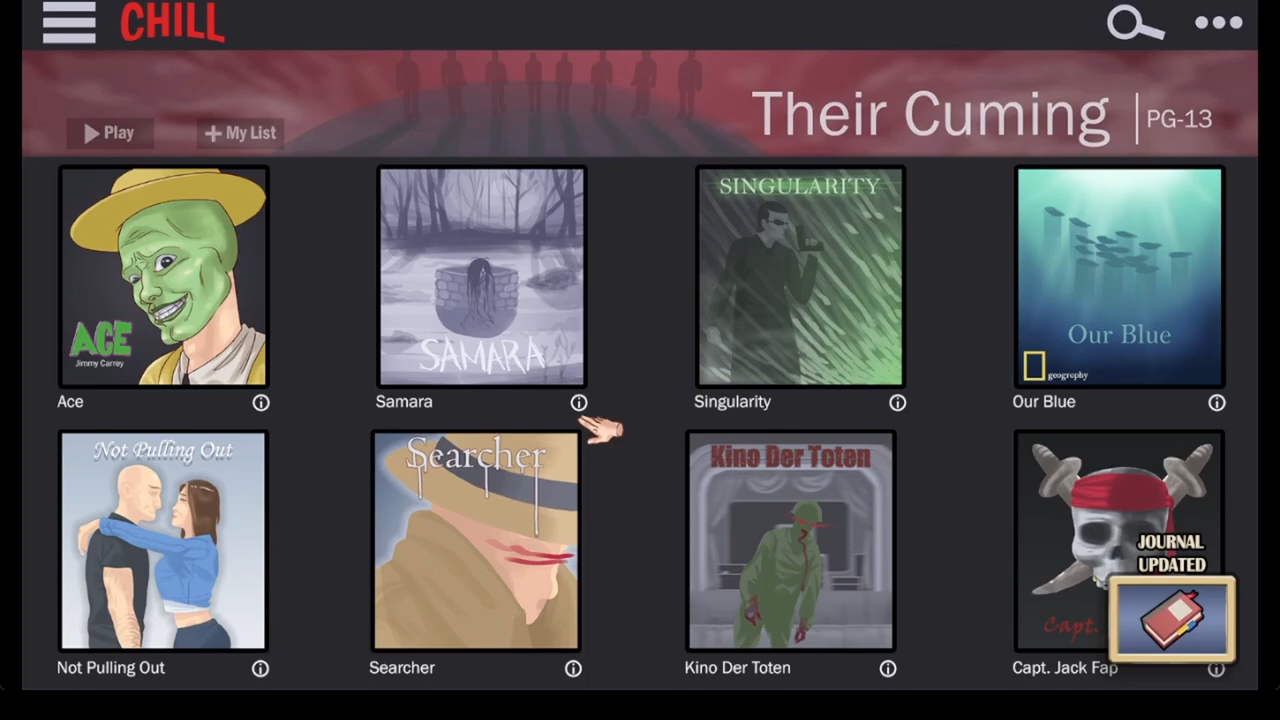 CHILL
Their Cuming
PG-13
Play
My List
ACE
Jimmy Carrey
SAMARA
SINGULARITY
Our Blue
geography
Ace
Samara
Singularity
Our Blue
Not Pulling Out
Searcher
Kino Der Toten
Capt.
JOURNAL
UPDATED
Not Pulling Out
Searcher
Kino Der Toten
Capt. Jack Fap